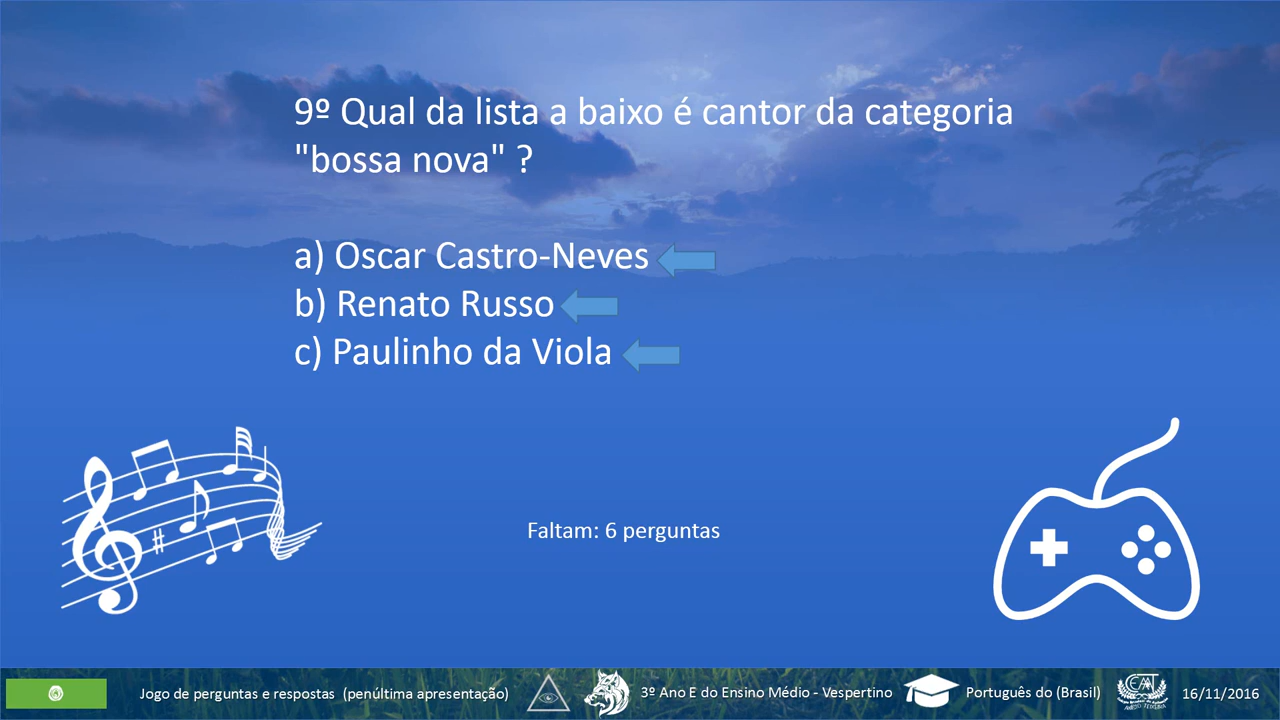 9º Qual da lista a baixo é cantor da categoria
"bossa nova" ?
a) Oscar Castro-Neves
b) Renato Russo
c) Paulinho da Viola
Faltam: 6 perguntas
Jogo de perguntas e respostas (penúltima apresentação)
3º Ano E do Ensino Médio - Vespertino
Português do (Brasil)
CAT
16/11/2016